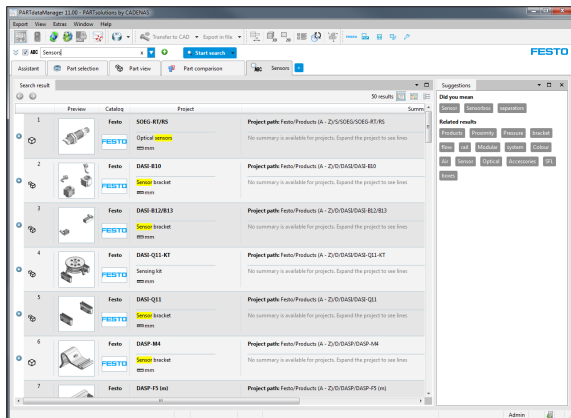 PARTdataManager 11.00 - PARTsolutions by CADENAS
Export View Extras Window Help
Transfer to CAD Export in file
ABC Sensors x Start search
FESTO
Assistant Part selection Part view Part comparison ABC Sensors
Search result
50 results
Preview Catalog Project Summ
1 Festo SOEG-RT/RS Project path: Festo/Products (A - Z)/S/SOEG/SOEG-RT/RS
FESTO Optical sensors No summary is available for projects. Expand the project to see lines
mm
2 Festo DASI-B10 Project path: Festo/Products (A - Z)/D/DASI/DASI-B10
FESTO Sensor bracket No summary is available for projects. Expand the project to see lines
mm
3 Festo DASI-B12/B13 Project path: Festo/Products (A - Z)/D/DASI/DASI-B12/B13
FESTO Sensor bracket No summary is available for projects. Expand the project to see lines
mm
4 Festo DASI-Q11-KT Project path: Festo/Products (A - Z)/D/DASI/DASI-Q11-KT
FESTO Sensing kit No summary is available for projects. Expand the project to see lines
mm
5 Festo DASI-Q11 Project path: Festo/Products (A - Z)/D/DASI/DASI-Q11
FESTO Sensor bracket No summary is available for projects. Expand the project to see lines
mm
6 Festo DASP-M4 Project path: Festo/Products (A - Z)/D/DASP/DASP-M4
FESTO Sensor bracket No summary is available for projects. Expand the project to see lines
mm
7 Festo DASP-F5 (m) Project path: Festo/Products (A - Z)/D/DASP/DASP-F5 (m)
Suggestions
Did you mean
Sensor Sensorbox separators
Related results
Products Proximity Pressure bracket
flow rail Modular system Colour
Air Sensor Optical Accessories SFL
boxes
Admin